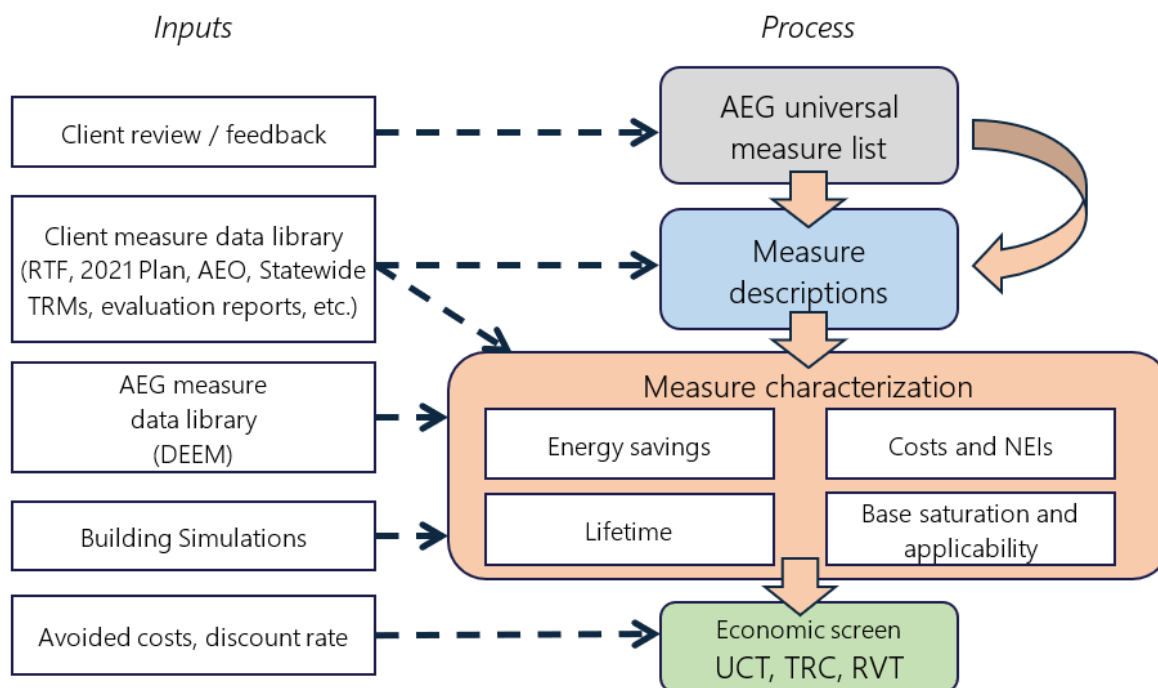 Inputs
Process
Client review / feedback
AEG universal
measure list
Client measure data library
(RTF, 2021 Plan, AEO, Statewide
TRMs, evaluation reports, etc.)
Measure
descriptions
AEG measure
data library
(DEEM)
Measure characterization
Energy savings
Costs and NEIs
Lifetime
Base saturation and
applicability
Building Simulations
Avoided costs, discount rate
Economic screen
UCT, TRC, RVT